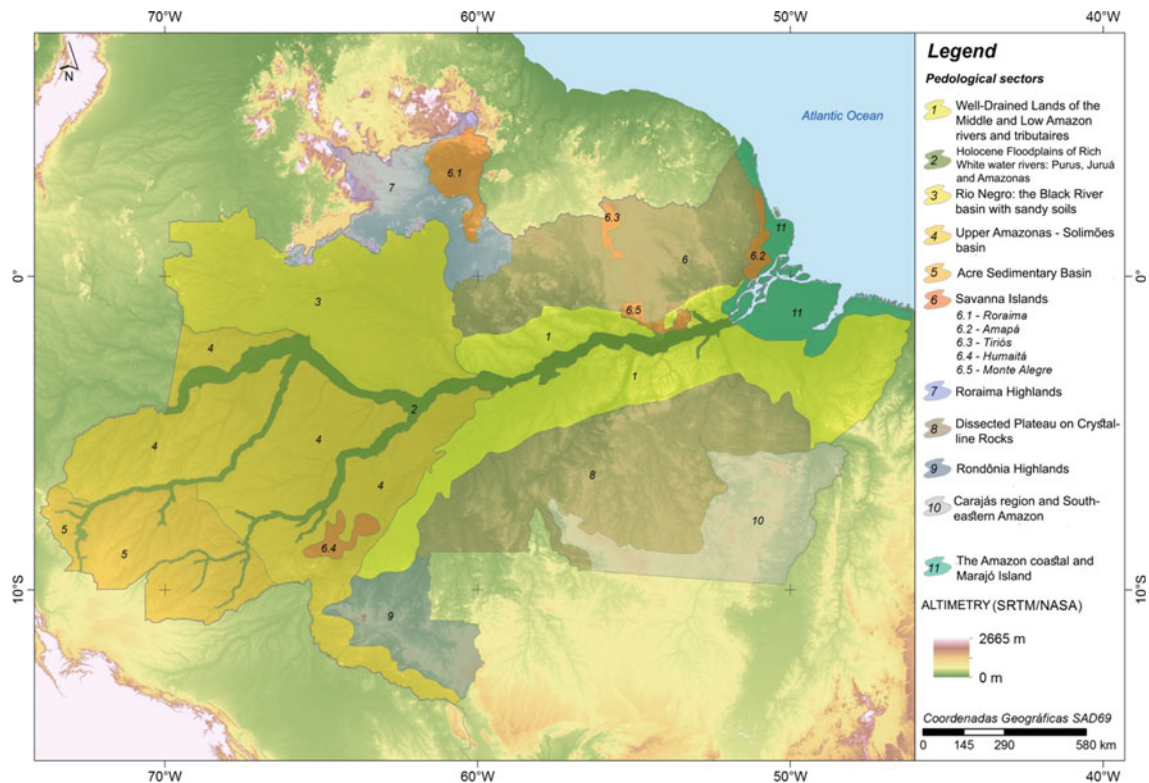 70°W 60°W 50°W 40°W
N
Atlantic Ocean
0°
10°S
7
6.1
6.3
11
6
6.2
3
6.5
11
1
4
1
2
4
4
8
4
5
10
5
6.4
9
0°
10°S
70°W 60°W 50°W 40°W
Legend
Pedological sectors
1 Well-Drained Lands of the
Middle and Low Amazon
rivers and tributaires
2 Holocene Floodplains of Rich
White water rivers: Purus, Juruá
and Amazonas
3 Rio Negro: the Black River
basin with sandy soils
4 Upper Amazonas - Solimões
basin
5 Acre Sedimentary Basin
6 Savanna Islands
6.1 - Roraima
6.2 - Amapá
6.3 - Tiriós
6.4 - Humaitá
6.5 - Monte Alegre
7 Roraima Highlands
8 Dissected Plateau on Crystal-
line Rocks
9 Rondônia Highlands
10 Carajás region and South-
eastern Amazon
11 The Amazon coastal and
Marajó Island
ALTIMETRY (SRTM/NASA)
2665 m
0 m
Coordenadas Geográficas SAD69
0 145 290 580 km